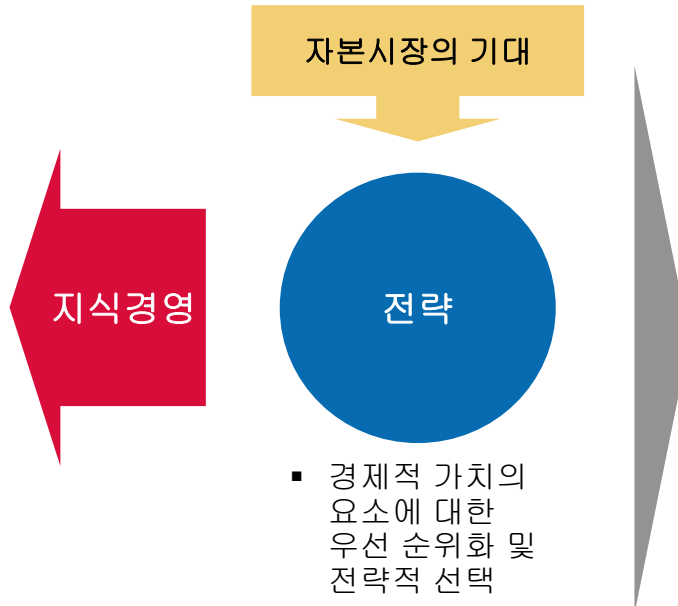 자본시장의 기대
지식경영
전략
▪ 경제적 가치의
요소에 대한
우선 순위화 및
전략적 선택